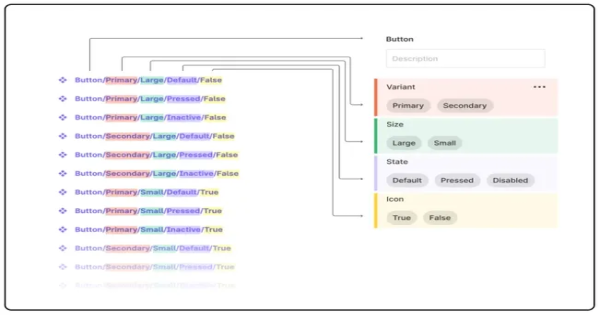 Button
Description
Button/Primary/Large/Default/False
Button/Primary/Large/Pressed/False
Button/Primary/Large/Inactive/False
Button/Secondary/Large/Default/False
Button/Secondary/Large/Pressed/False
Button/Secondary/Large/Inactive/False
Button/Primary/Small/Default/True
Button/Primary/Small/Pressed/True
Button/Primary/Small/Inactive/True
Button/Secondary/Small/Default/True
Button/Secondary/Small/Pressed/True
Variant
Primary Secondary
Size
Large Small
State
Default Pressed Disabled
Icon
True False